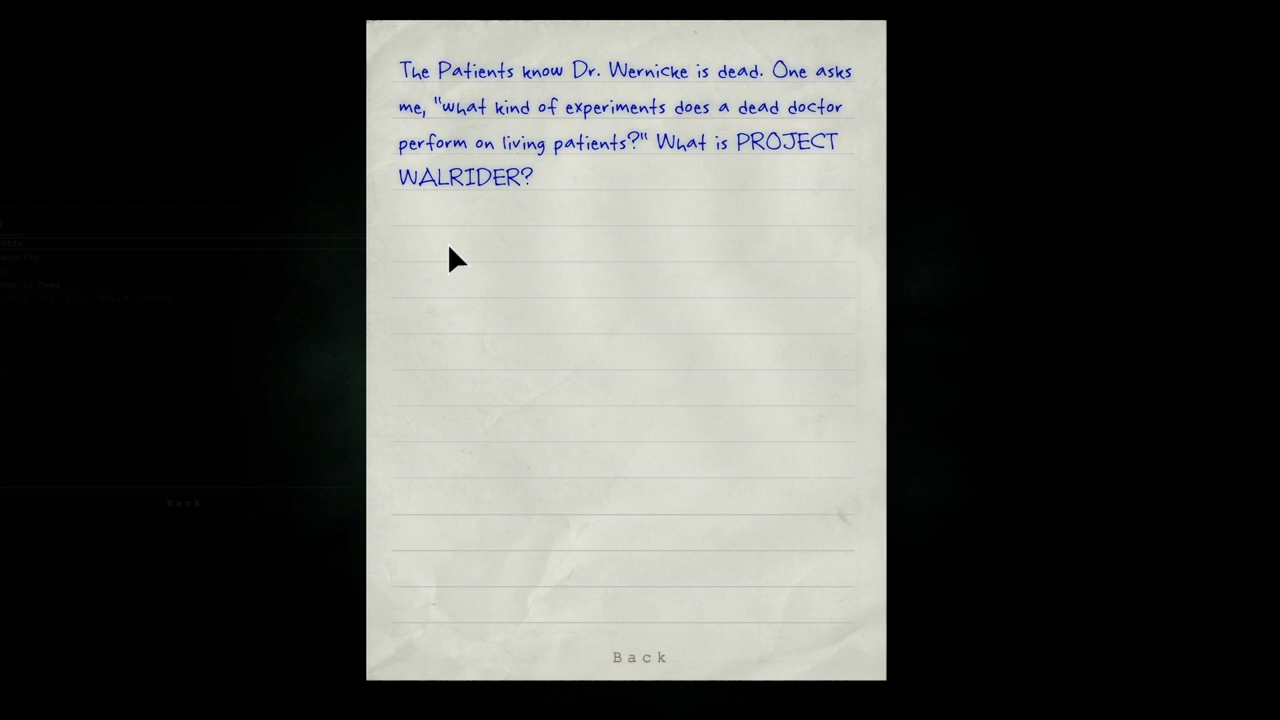 The Patients know Dr. Wernicke is dead. One asks
me, "what kind of experiments does a dead doctor
perform on living patients?" What is PROJECT
WALRIDER?
Back
Back